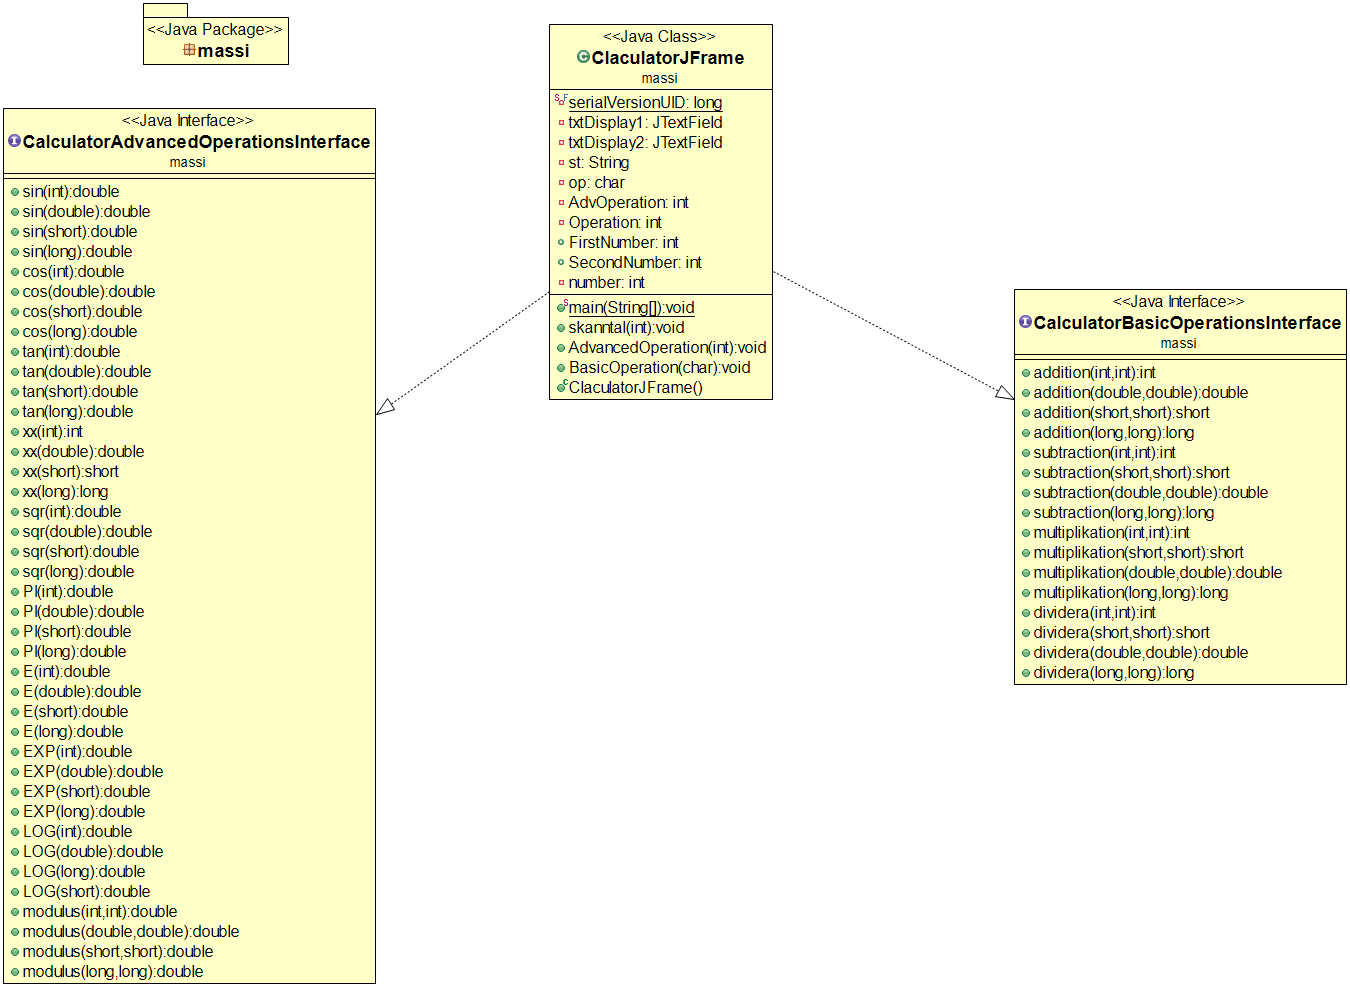 <<Java Package>>
massi
<<Java Interface>>
CalculatorAdvancedOperationsInterface
massi
sin(int):double
sin(double):double
sin(short):double
sin(long):double
cos(int):double
cos(double):double
cos(short):double
cos(long):double
tan(int):double
tan(double):double
tan(short):double
tan(long):double
xx(int):int
xx(double):double
xx(short):short
xx(long):long
sqr(int):double
sqr(double):double
sqr(short):double
sqr(long):double
PI(int):double
PI(double):double
PI(short):double
PI(long):double
E(int):double
E(double):double
E(short):double
E(long):double
EXP(int):double
EXP(double):double
EXP(short):double
EXP(long):double
LOG(int):double
LOG(double):double
LOG(long):double
LOG(short):double
modulus(int,int):double
modulus(double,double):double
modulus(short,short):double
modulus(long,long):double
<<Java Class>>
ClaculatorJFrame
massi
serialVersionUID: long
txtDisplay1: JTextField
txtDisplay2: JTextField
st: String
op: char
AdvOperation: int
Operation: int
FirstNumber: int
SecondNumber: int
number: int
main(String[]):void
skanntal(int):void
AdvancedOperation(int):void
BasicOperation(char):void
ClaculatorJFrame()
<<Java Interface>>
CalculatorBasicOperationsInterface
massi
addition(int,int):int
addition(double,double):double
addition(short,short):short
addition(long,long):long
subtraction(int,int):int
subtraction(short,short):short
subtraction(double,double):double
subtraction(long,long):long
multiplikation(int,int):int
multiplikation(short,short):short
multiplikation(double,double):double
multiplikation(long,long):long
dividera(int,int):int
dividera(short,short):short
dividera(double,double):double
dividera(long,long):long